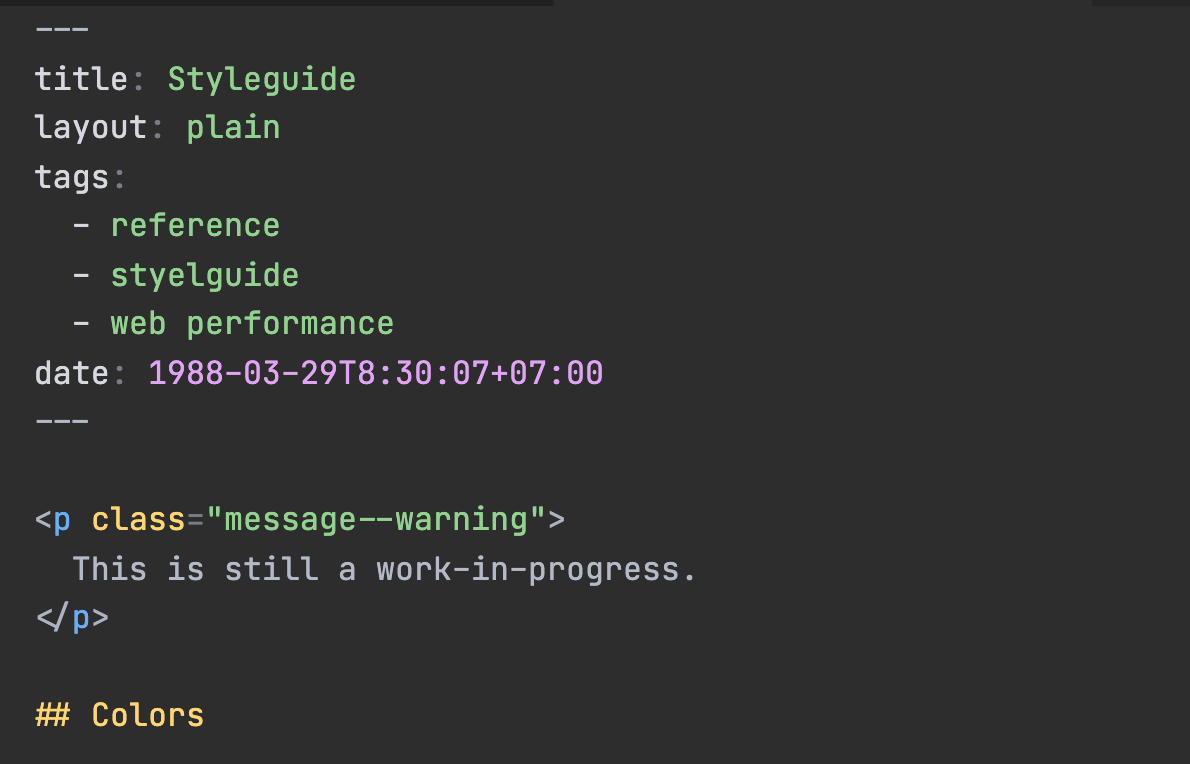 ---
title: Styleguide
layout: plain
tags:
  - reference
  - styelguide
  - web performance
date: 1988-03-29T8:30:07+07:00
---
<p class="message--warning">
  This is still a work-in-progress.
</p>
## Colors